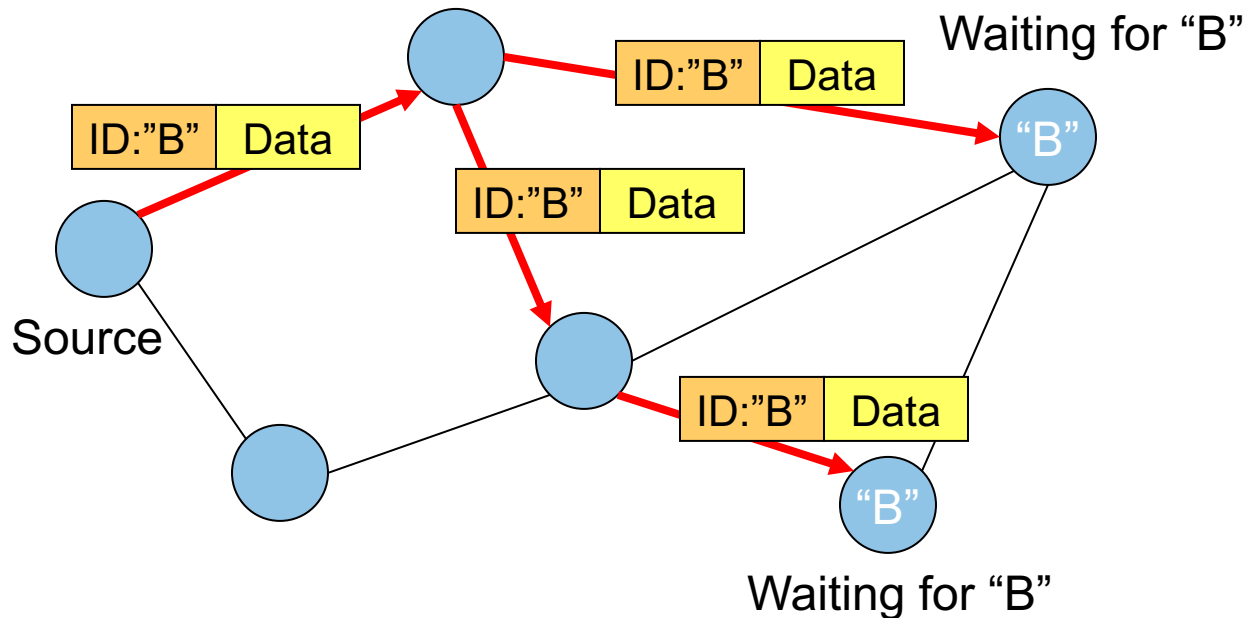 Waiting for “B”
ID:”B” Data
“B”
ID:”B” Data
ID:”B” Data
Source
ID:”B” Data
“B”
Waiting for “B”